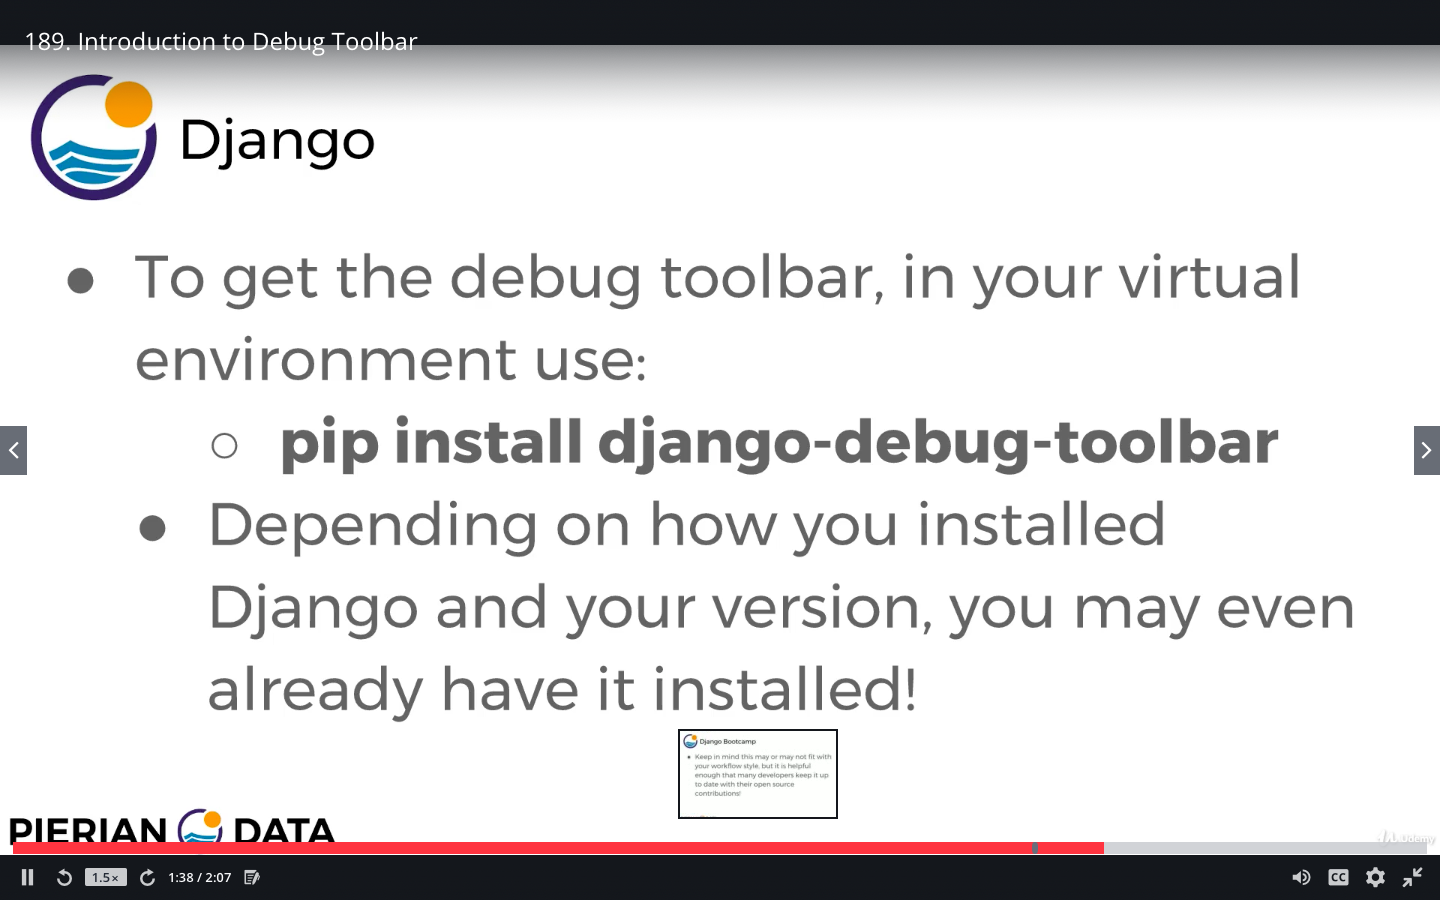 189. Introduction to Debug Toolbar
Django
● To get the debug toolbar, in your virtual
environment use:
○ pip install django-debug-toolbar
● Depending on how you installed
Django and your version, you may even
already have it installed!
Django Bootcamp
● Keep in mind this may or may not fit with
your workflow style, but it is helpful
enough that many developers keep it up
to date with their open source
contributions!
PIERIAN DATA
Udemy
1.5×
1:38 / 2:07
CC